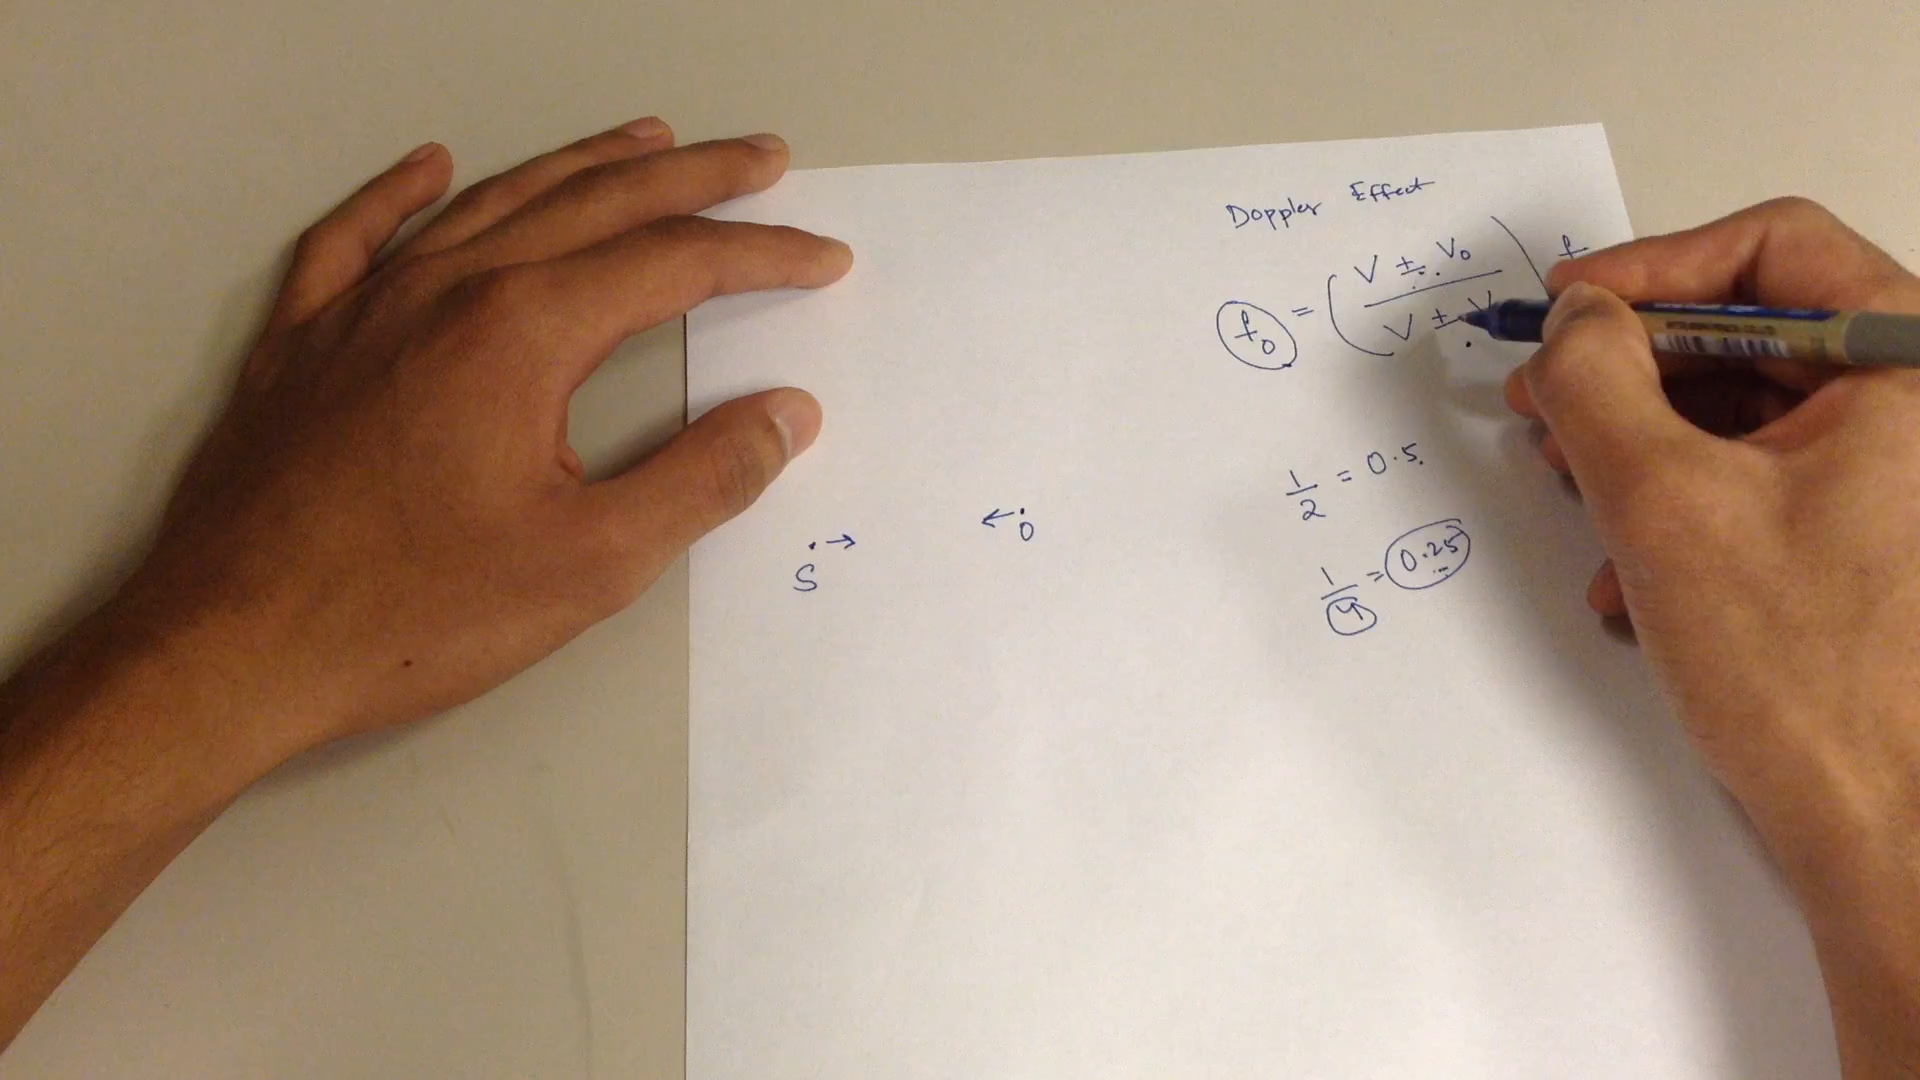 Doppler Effect
f₀ = (V ± V₀ / V ± V) f
1/2 = 0.5
← 0
S →
1/4 = 0.25